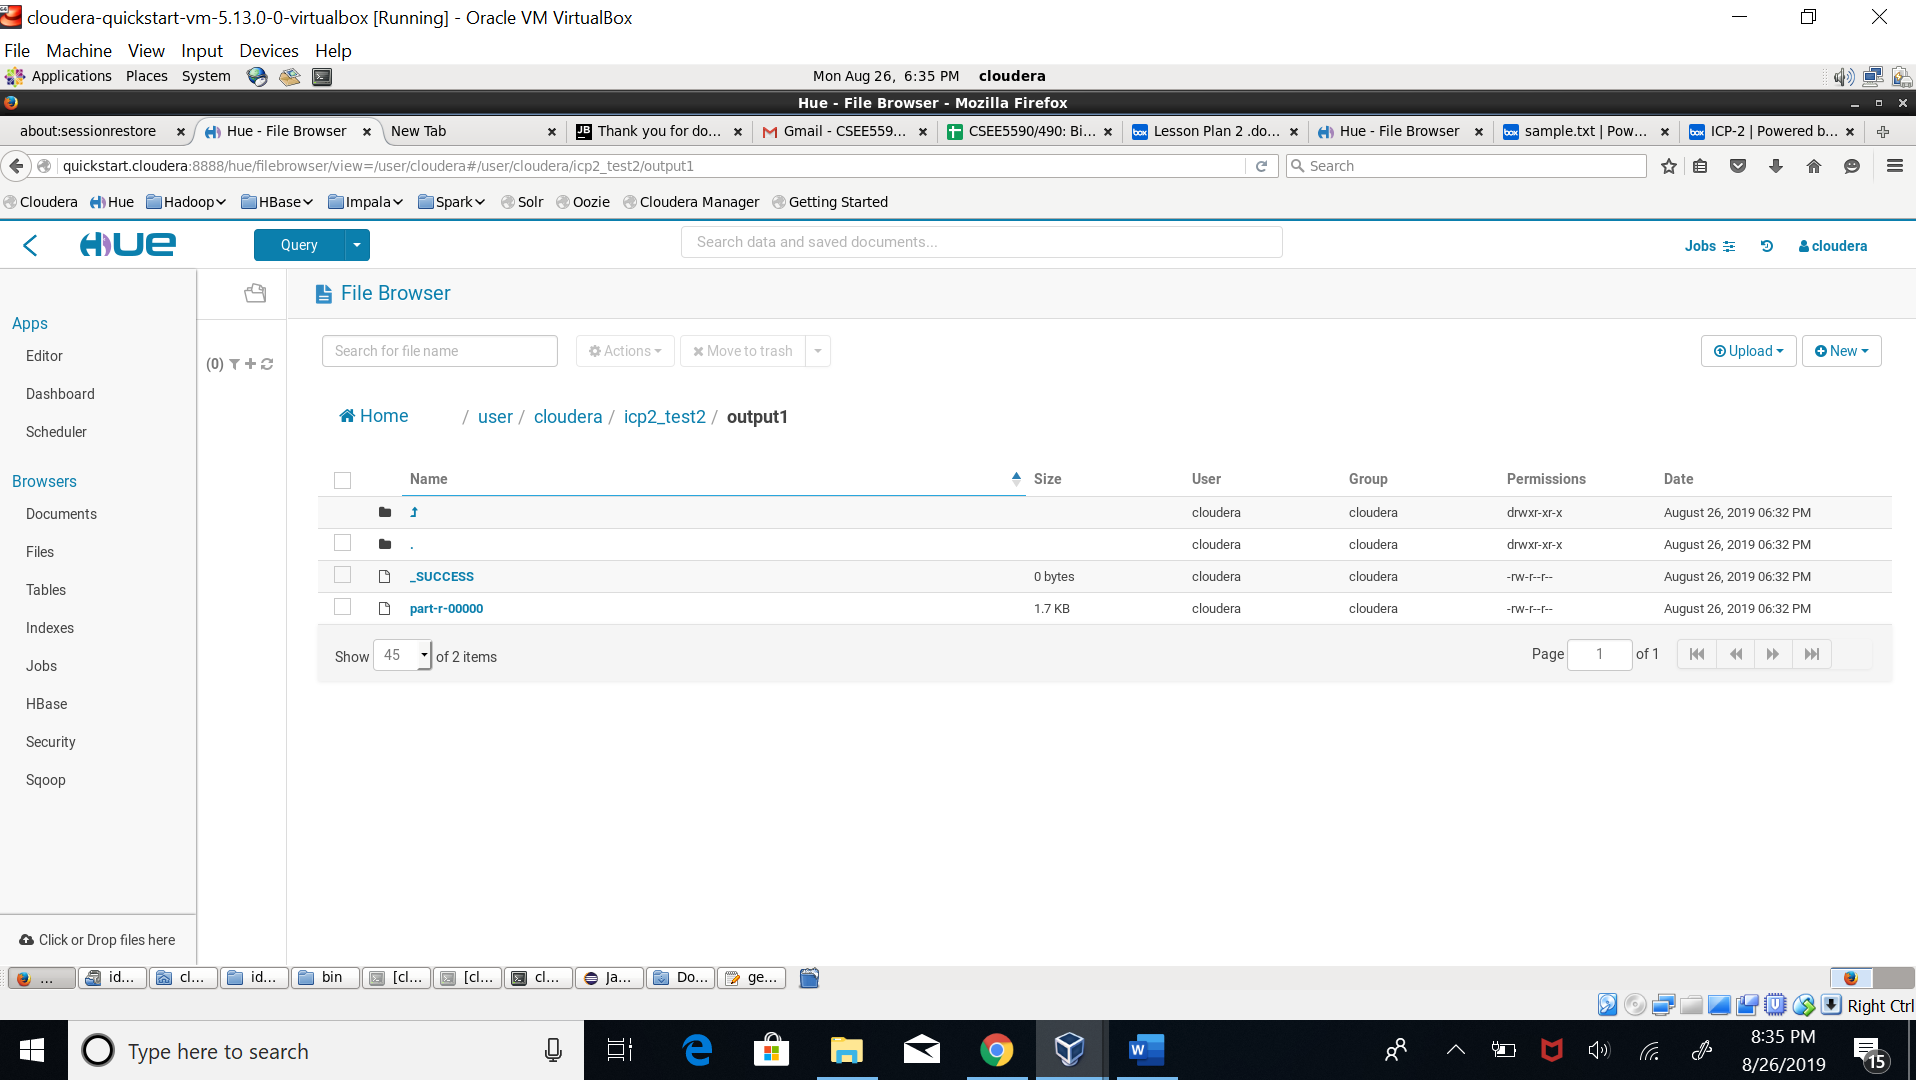 cloudera-quickstart-vm-5.13.0-0-virtualbox [Running] - Oracle VM VirtualBox
File Machine View Input Devices Help
Applications Places System Mon Aug 26, 6:35 PM cloudera
Hue - File Browser - Mozilla Firefox
about:sessionrestore Hue - File Browser New Tab Thank you for do... Gmail - CSEE559... CSEE5590/490: Bi... Lesson Plan 2 .do... Hue - File Browser sample.txt | Pow... ICP-2 | Powered b...
quickstart.cloudera:8888/hue/filebrowser/view=/user/cloudera#/user/cloudera/icp2_test2/output1 Search
Cloudera Hue Hadoop HBase Impala Spark Solr Oozie Cloudera Manager Getting Started
HUE Query Search data and saved documents... Jobs cloudera
File Browser
Apps
Editor
Dashboard
Scheduler
Browsers
Documents
Files
Tables
Indexes
Jobs
HBase
Security
Sqoop
Click or Drop files here
(0)
Search for file name Actions Move to trash Upload New
Home / user / cloudera / icp2_test2 / output1
Name Size User Group Permissions Date
cloudera cloudera drwxr-xr-x August 26, 2019 06:32 PM
. cloudera cloudera drwxr-xr-x August 26, 2019 06:32 PM
_SUCCESS 0 bytes cloudera cloudera -rw-r--r-- August 26, 2019 06:32 PM
part-r-00000 1.7 KB cloudera cloudera -rw-r--r-- August 26, 2019 06:32 PM
Show 45 of 2 items Page 1 of 1
... id... cl... id... bin [cl... [cl... cl... Ja... Do... ge...
Right Ctrl
Type here to search
8:35 PM
8/26/2019
15